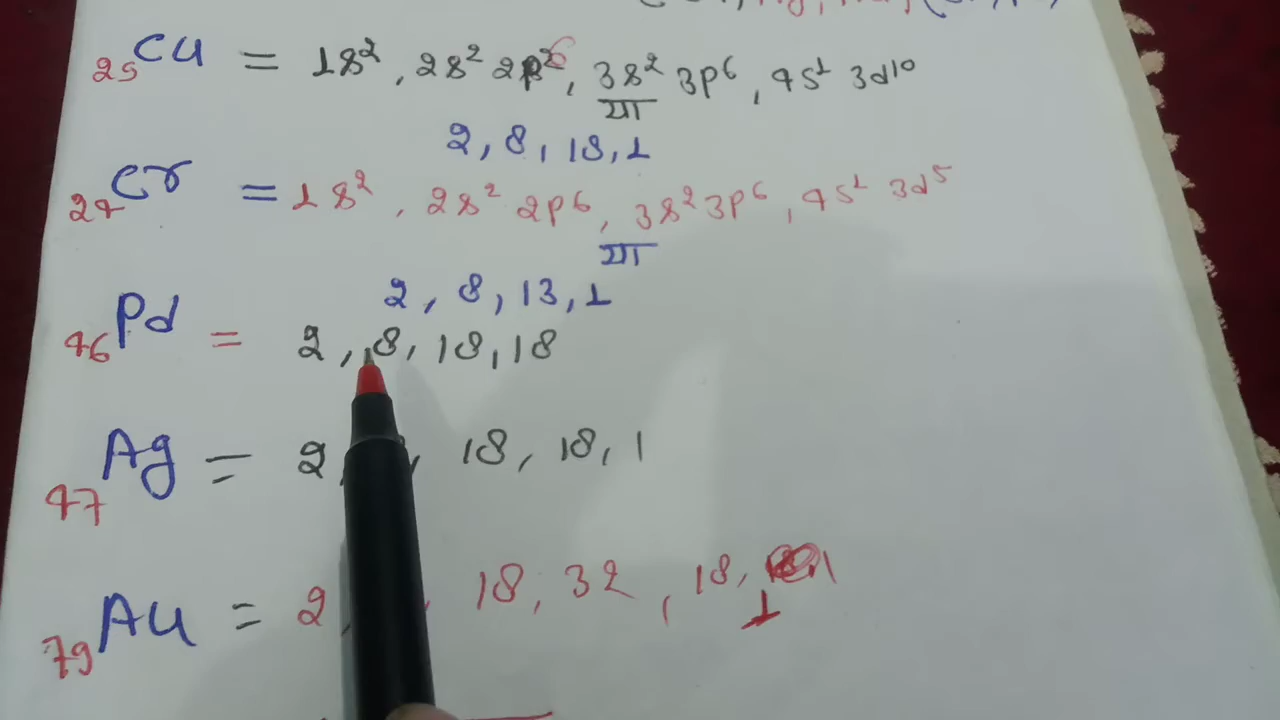 25Cu = 1s², 2s² 2p⁶, 3s² 3p⁶, 4s¹ 3d¹⁰
या
2, 8, 18, 1
24Cr = 1s², 2s² 2p⁶, 3s² 3p⁶, 4s¹ 3d⁵
या
2, 8, 13, 1
46Pd = 2, 8, 18, 18
47Ag = 2, , 18, 18, 1
79Au = 2, , 18, 32, 18, 1
1